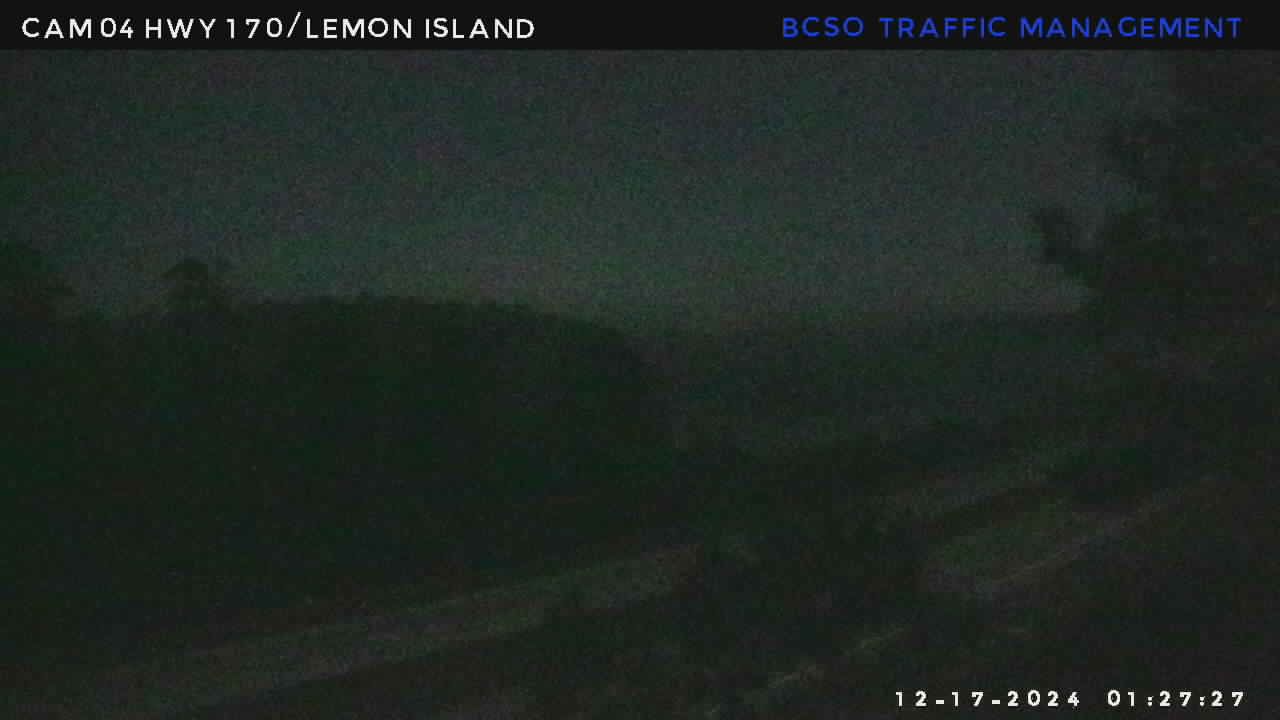 CAM 04 HWY 170/LEMON ISLAND
BCSO TRAFFIC MANAGEMENT
12-17-2024 01:27:27